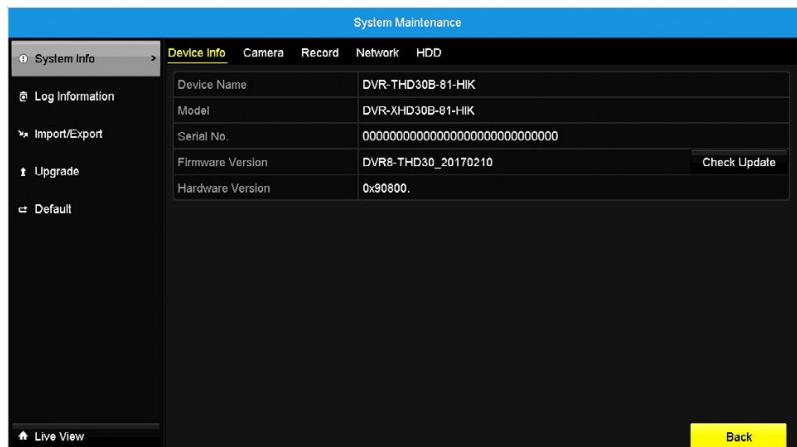 System Maintenance
System Info >
Log Information
Import/Export
Upgrade
Default
Live View
Device Info Camera Record Network HDD
Device Name DVR-THD30B-81-HIK
Model DVR-XHD30B-81-HIK
Serial No.
Firmware Version DVR8-THD30_20170210 Check Update
Hardware Version 0x90800.
Back